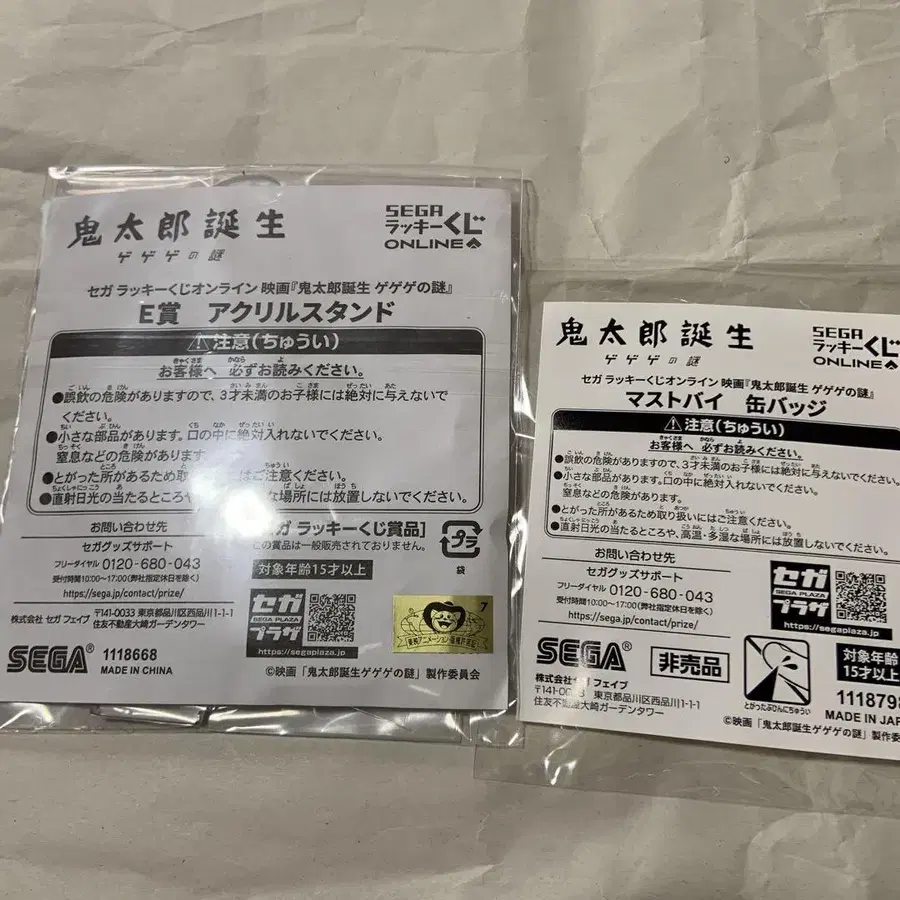 鬼太郎誕生
ゲゲゲの謎
SEGA
ラッキーくじ
ONLINE
セガ ラッキーくじオンライン 映画『鬼太郎誕生 ゲゲゲの謎』
E賞 アクリルスタンド
⚠注意(ちゅうい)
お客様へ 必ずお読みください。
●誤飲の危険がありますので、3才未満のお子様には絶対に与えないで
ください。
●小さな部品があります。口の中に絶対入れないでください。
窒息などの危険があります
●とがった所があるため取 はご注意ください。
●直射日光の当たるところや な場所には放置しないでください。
お問い合わせ先
セガグッズサポート
フリーダイヤル 0120-680-043
受付時間10:00〜17:00(弊社指定休日を除く)
https://sega.jp/contact/prize/
ガ ラッキーくじ賞品]
この賞品は一般販売されておりません。
対象年齢15才以上
プラ
袋
セガ
SEGA PLAZA
プラザ
https://segaplaza.jp
7
株式会社 セガ フェイブ 〒141-0033 東京都品川区西品川1-1-1
住友不動産大崎ガーデンタワー
SEGA® 1118668
MADE IN CHINA
©映画「鬼太郎誕生ゲゲゲの謎」製作委員会
鬼太郎誕生
ゲゲゲの謎
SEGA
ラッキーくじ
ONLINE
セガ ラッキーくじオンライン 映画『鬼太郎誕生 ゲゲゲの謎』
マストバイ 缶バッジ
⚠注意(ちゅうい)
お客様へ 必ずお読みください。
●誤飲の危険がありますので、3才未満のお子様には絶対に与えないでください。
●小さな部品があります。口の中に絶対入れないでください。
窒息などの危険があります。
●とがった所があるため取り扱いにはご注意ください。
●直射日光の当たるところや、高温・多湿な場所には放置しないでください。
お問い合わせ先
セガグッズサポート
フリーダイヤル 0120-680-043
受付時間10:00〜17:00(弊社指定休日を除く)
https://sega.jp/contact/prize/
セガ
SEGA PLAZA
プラザ
https://segaplaza.jp
SEGA®
非売品
とがったぶひんにちゅうい
対象年齢
15才以上
株式会社セガ フェイブ
〒141-0033 東京都品川区西品川1-1-1
住友不動産大崎ガーデンタワー
111879
MADE IN JAP
©映画「鬼太郎誕生ゲゲゲの謎」製作委員